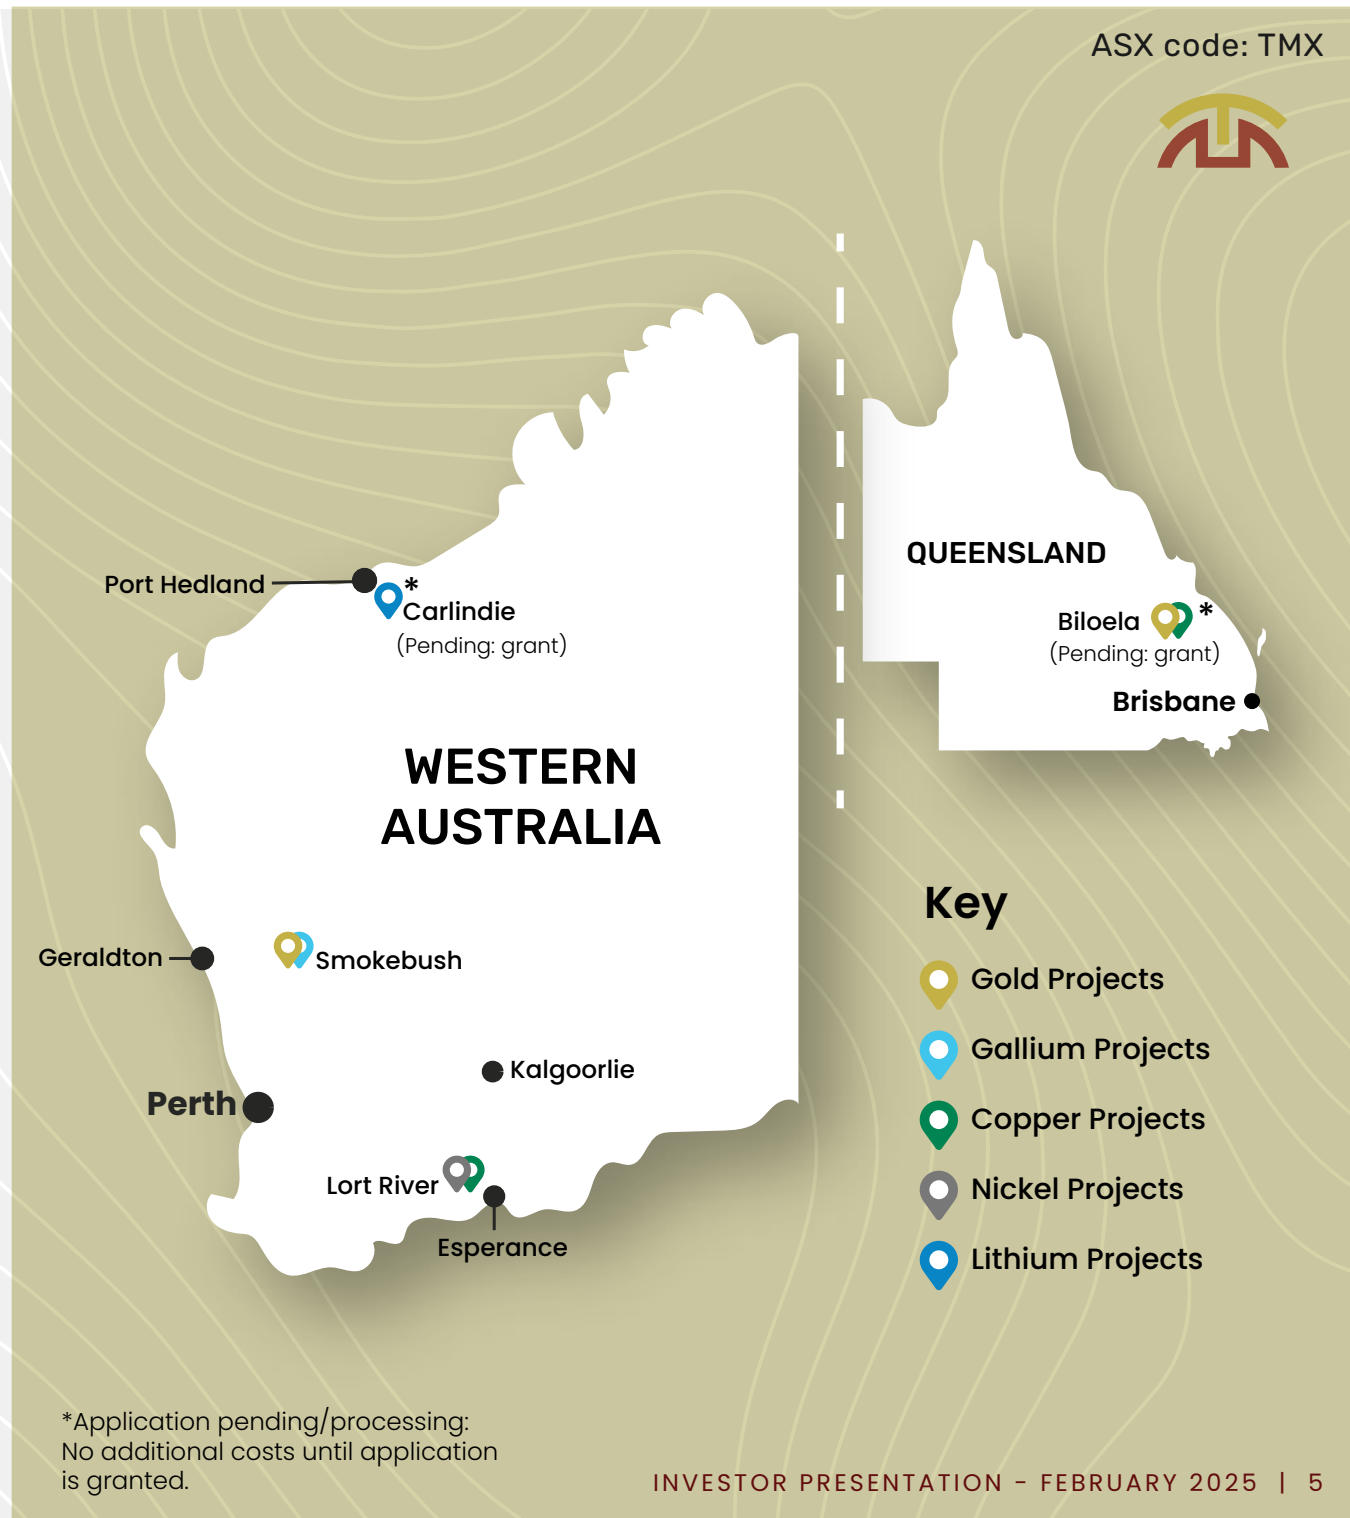 ASX code: TMX
QUEENSLAND
Port Hedland
*
Carlindie
(Pending: grant)
Biloela
*
(Pending: grant)
Brisbane
WESTERN
AUSTRALIA
Key
Geraldton
Smokebush
Gold Projects
Gallium Projects
Kalgoorlie
Perth
Copper Projects
Lort River
Nickel Projects
Esperance
Lithium Projects
*Application pending/processing:
No additional costs until application
is granted.
INVESTOR PRESENTATION - FEBRUARY 2025 | 5